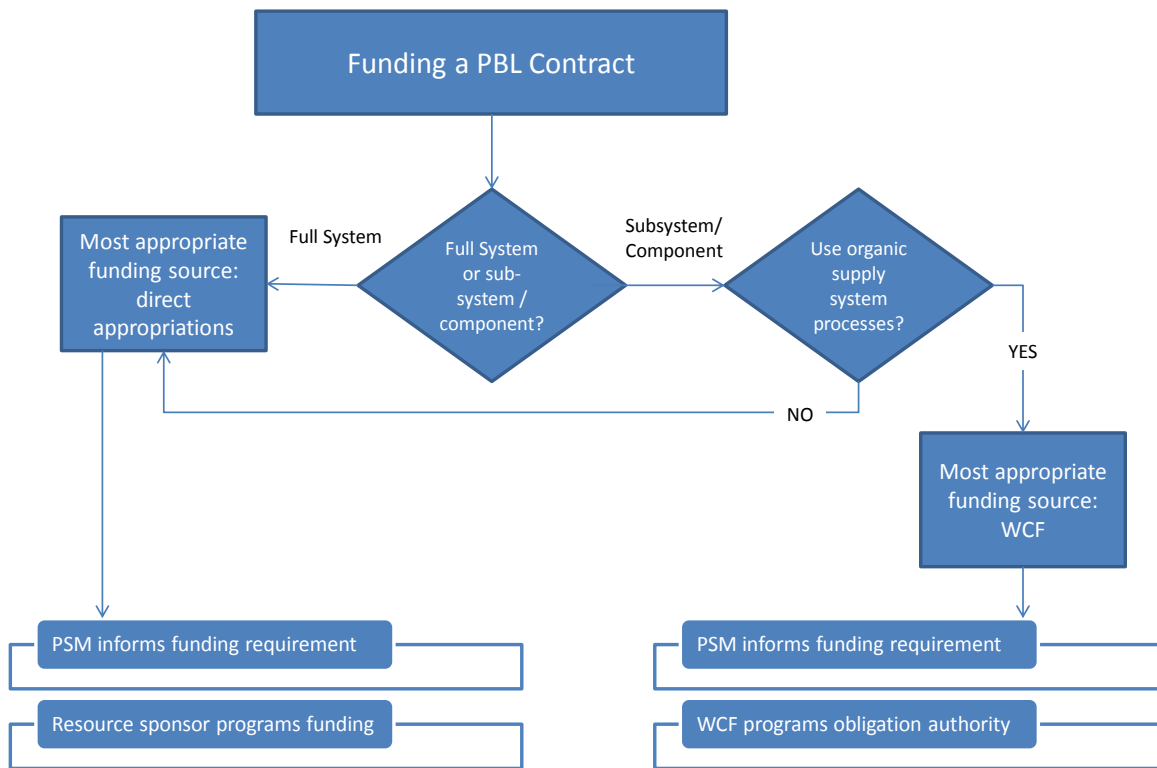 Funding a PBL Contract
Full System
Subsystem/
Component
Most appropriate
funding source:
direct
appropriations
Full System
or sub-
system /
component?
Use organic
supply
system
processes?
YES
NO
Most appropriate
funding source:
WCF
PSM informs funding requirement
Resource sponsor programs funding
PSM informs funding requirement
WCF programs obligation authority